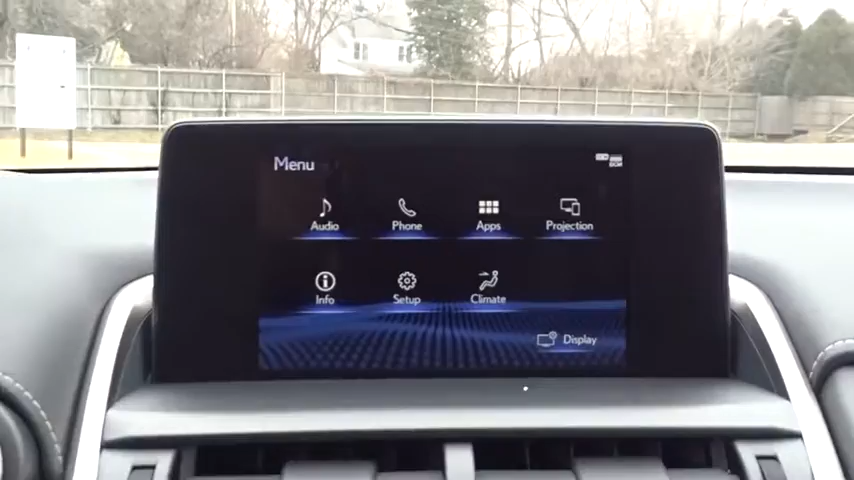 Menu
Audio
Phone
Apps
Projection
Info
Setup
Climate
Display